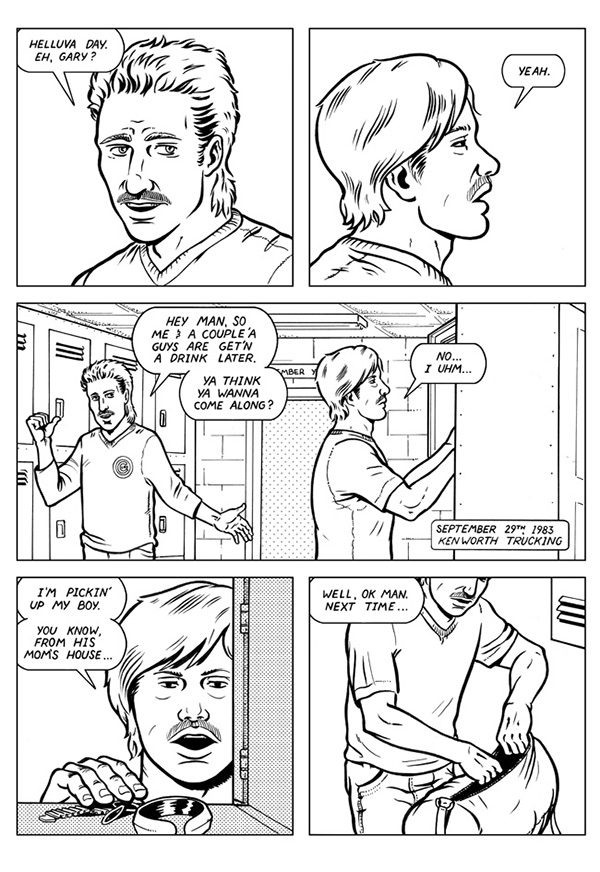 HELLUVA DAY.
EH, GARY?
YEAH.
HEY MAN, SO
ME & A COUPLE'A
GUYS ARE GET'N
A DRINK LATER.
YA THINK
YA WANNA
COME ALONG?
MBER Y
NO...
I UHM...
SEPTEMBER 29TH, 1983
KENWORTH TRUCKING
I'M PICKIN'
UP MY BOY.
YOU KNOW,
FROM HIS
MOM'S HOUSE...
WELL, OK MAN.
NEXT TIME...